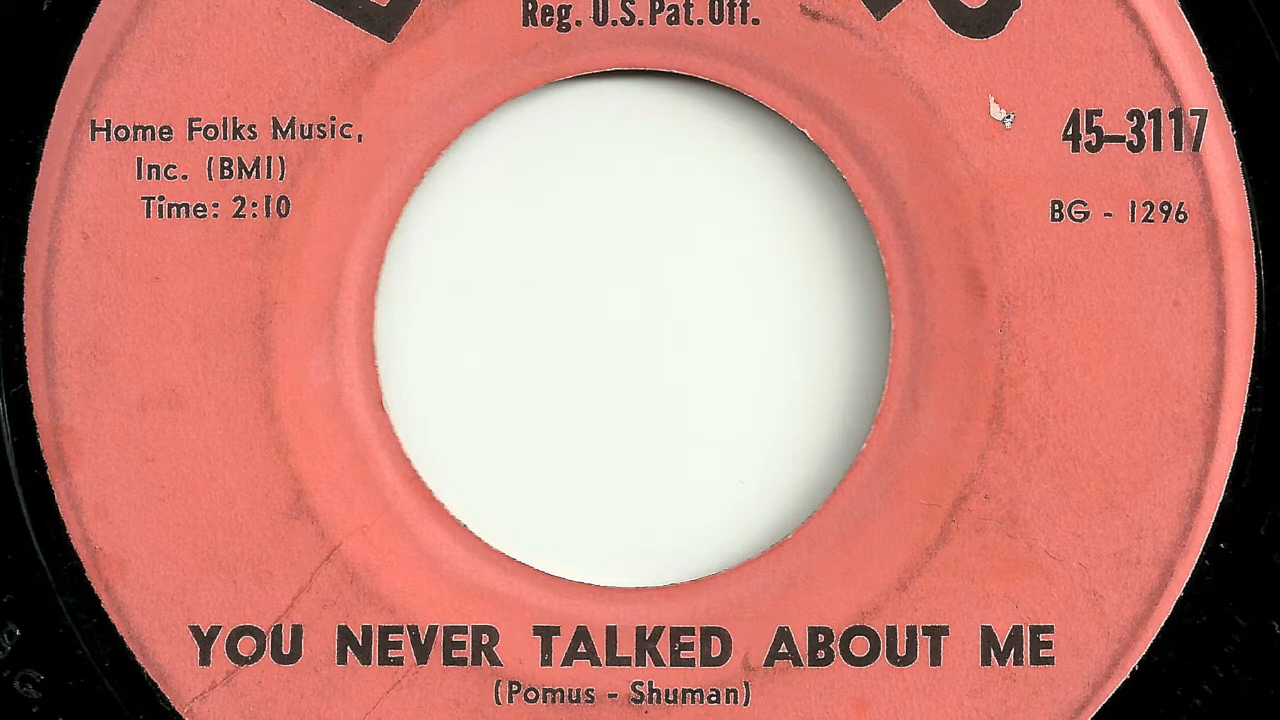 Reg. U.S. Pat. Off.
Home Folks Music,
Inc. (BMI)
Time: 2:10
45–3117
BG - 1296
YOU NEVER TALKED ABOUT ME
(Pomus - Shuman)